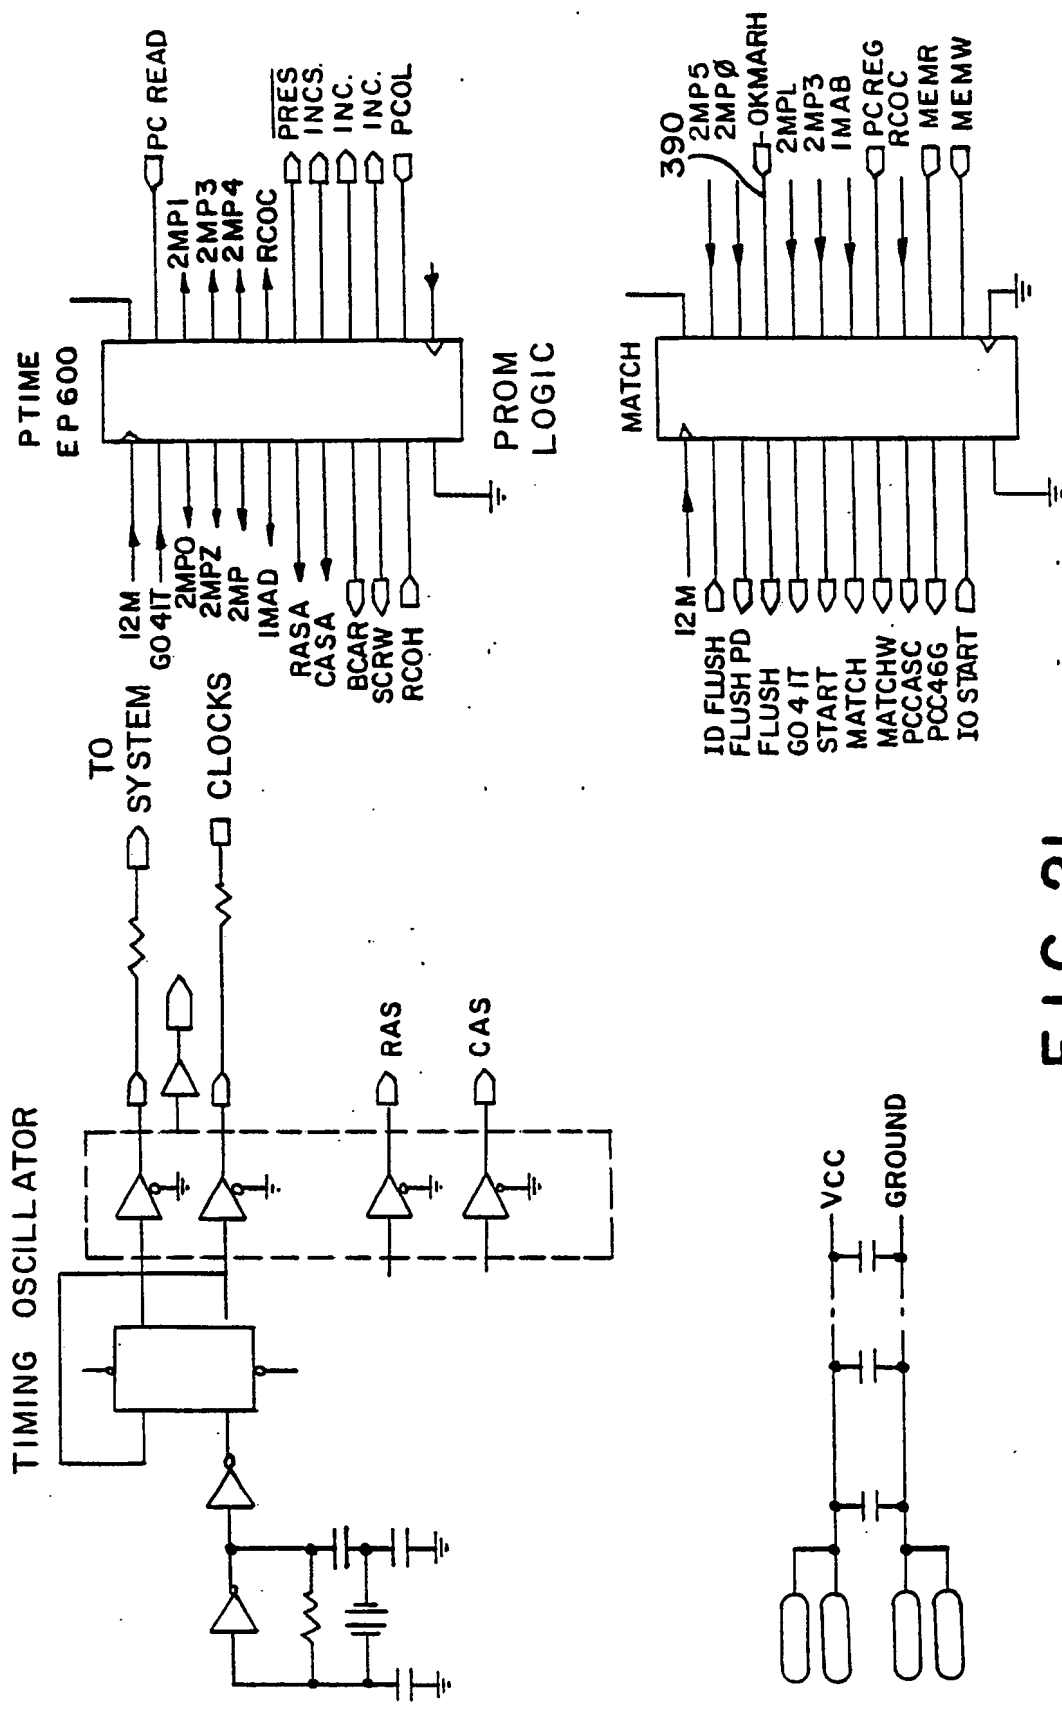 TIMING OSCILLATOR
TO
SYSTEM
CLOCKS
RAS
CAS
PTIME
EP600
12M
GO4IT
2MPO
2MPZ
2MP
IMAD
RASA
CASA
BCAR
SCRW
RCOH
PC READ
2MP1
2MP3
2MP4
RCOC
PRES
INCS.
INC.
INC.
PCOL
PROM
LOGIC
VCC
GROUND
MATCH
12M
ID FLUSH
FLUSH PD
FLUSH
GO 4 IT
START
MATCH
MATCHW
PCCASC
PCC46G
IO START
390
2MP5
2MPØ
OKMARH
2MPL
2MP3
IMAB
PC REG
RCOC
MEMR
MEMW